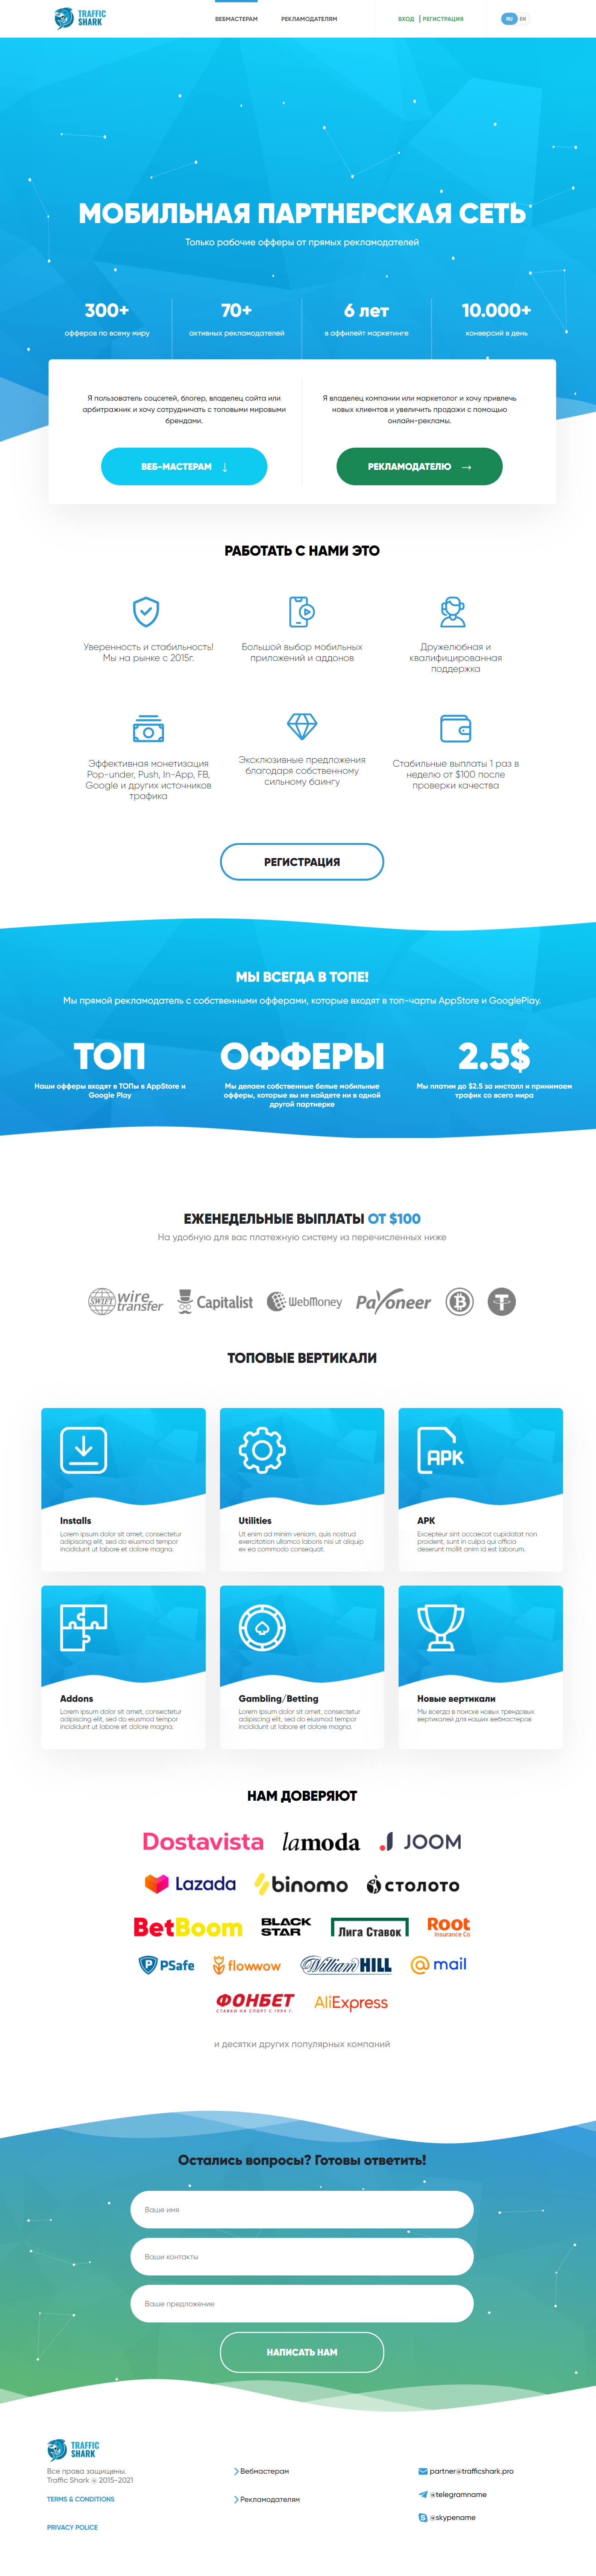 TRAFFIC
SHARK
ВЕБМАСТЕРАМ
РЕКЛАМОДАТЕЛЯМ
ВХОД | РЕГИСТРАЦИЯ
RU EN
МОБИЛЬНАЯ ПАРТНЕРСКАЯ СЕТЬ
Только рабочие офферы от прямых рекламодателей
300+
офферов по всему миру
70+
активных рекламодателей
6 лет
в аффилейт маркетинге
10.000+
конверсий в день
Я пользователь соцсетей, блогер, владелец сайта или
арбитражник и хочу сотрудничать с топовыми мировыми
брендами.
ВЕБ-МАСТЕРАМ
Я владелец компании или маркетолог и хочу привлечь
новых клиентов и увеличить продажи с помощью
онлайн-рекламы.
РЕКЛАМОДАТЕЛЮ
РАБОТАТЬ С НАМИ ЭТО
Уверенность и стабильность!
Мы на рынке с 2015г.
Большой выбор мобильных
приложений и аддонов
Дружелюбная и
квалифицированная
поддержка
Эффективная монетизация
Pop-under, Push, In-App, FB,
Google и других источников
трафика
Эксклюзивные предложения
благодаря собственному
сильному баингу
Стабильные выплаты 1 раз в
неделю от $100 после
проверки качества
РЕГИСТРАЦИЯ
МЫ ВСЕГДА В ТОПЕ!
Мы прямой рекламодатель с собственными офферами, которые входят в топ-чарты AppStore и GooglePlay.
ТОП
Наши офферы входят в ТОПы в AppStore и
Google Play
ОФФЕРЫ
Мы делаем собственные белые мобильные
офферы, которые вы не найдете ни в одной
другой партнерке
2.5$
Мы платим до $2.5 за инсталл и принимаем
трафик со всего мира
ЕЖЕНЕДЕЛЬНЫЕ ВЫПЛАТЫ ОТ $100
На удобную для вас платежную систему из перечисленных ниже
SWIFT wire
transfer
Capitalist
WebMoney
Payoneer
ТОПОВЫЕ ВЕРТИКАЛИ
Installs
Lorem ipsum dolor sit amet, consectetur
adipiscing elit, sed do eiusmod tempor
incididunt ut labore et dolore magna.
Utilities
Ut enim ad minim veniam, quis nostrud
exercitation ullamco laboris nisi ut aliquip
ex ea commodo consequat.
APK
APK
Excepteur sint occaecat cupidatat non
proident, sunt in culpa qui officia
deserunt mollit anim id est laborum.
Addons
Lorem ipsum dolor sit amet, consectetur
adipiscing elit, sed do eiusmod tempor
incididunt ut labore et dolore magna.
Gambling/Betting
Lorem ipsum dolor sit amet, consectetur
adipiscing elit, sed do eiusmod tempor
incididunt ut labore et dolore magna.
Новые вертикали
Мы всегда в поиске новых трендовых
вертикалей для наших вебмастеров
НАМ ДОВЕРЯЮТ
Dostavista
lamoda
JOOM
Lazada
binomo
СТОЛОТО
BetBoom
BLACK
STAR
Лига Ставок
Root
Insurance Co
PSafe
flowwow
William HILL
@mail
ФОНБЕТ
СТАВКИ НА СПОРТ С 1994 Г.
AliExpress
и десятки других популярных компаний
Остались вопросы? Готовы ответить!
Ваше имя
Ваши контакты
Ваше предложение
НАПИСАТЬ НАМ
TRAFFIC
SHARK
Все права защищены.
Traffic Shark @ 2015-2021
TERMS & CONDITIONS
PRIVACY POLICE
Вебмастерам
Рекламодателям
partner@trafficshark.pro
@telegramname
@skypename